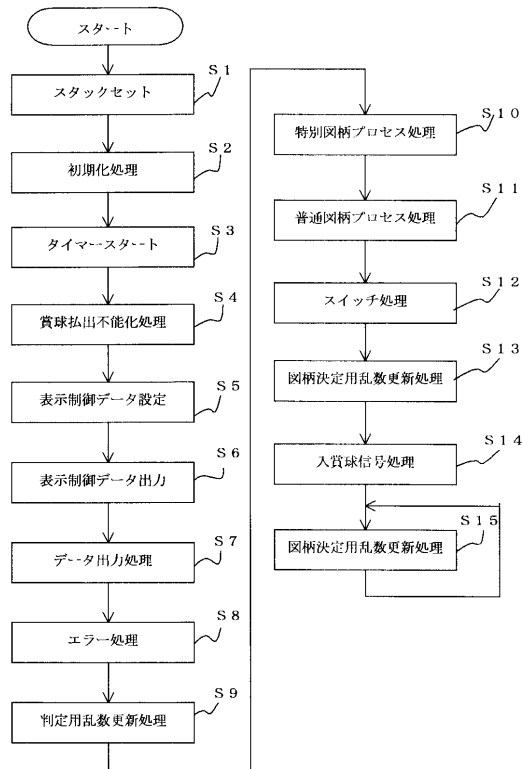 スタート
スタックセット
S1
初期化処理
S2
タイマースタート
S3
賞球払出不能化処理
S4
表示制御データ設定
S5
表示制御データ出力
S6
データ出力処理
S7
エラー処理
S8
判定用乱数更新処理
S9
特別図柄プロセス処理
S10
普通図柄プロセス処理
S11
スイッチ処理
S12
図柄決定用乱数更新処理
S13
入賞球信号処理
S14
図柄決定用乱数更新処理
S15